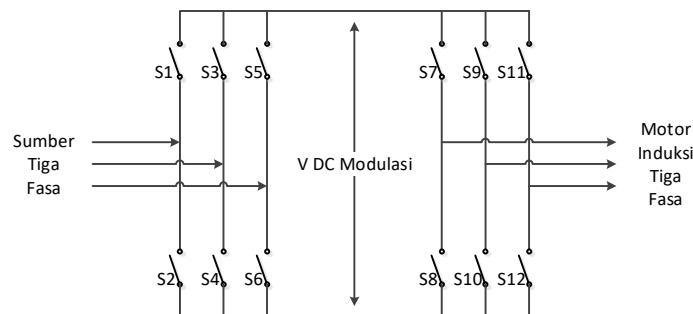 S1 S3 S5 S7 S9 S11
Sumber
Tiga
Fasa
V DC Modulasi
Motor
Induksi
Tiga
Fasa
S2 S4 S6 S8 S10 S12